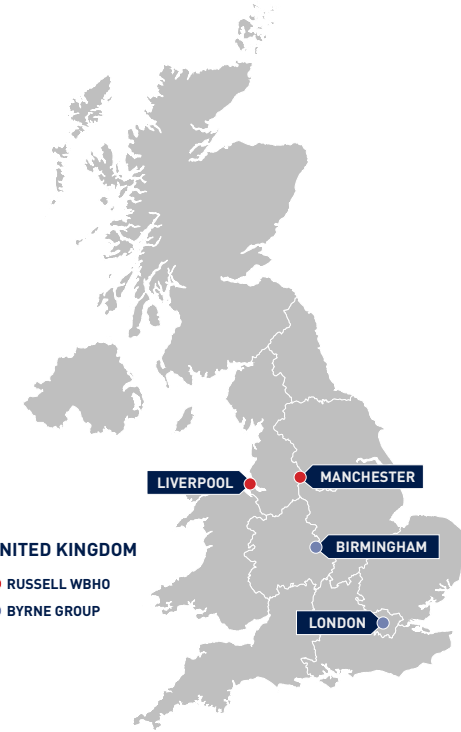 LIVERPOOL
MANCHESTER
BIRMINGHAM
NITED KINGDOM
RUSSELL WBHO
BYRNE GROUP
LONDON